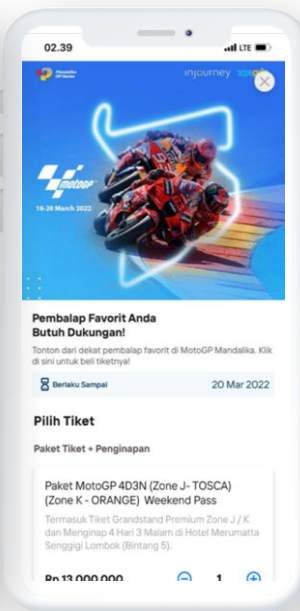 02.39
LTE
Mandalika
GP Series
injourney
MotoGP
18-20 March 2022
Pembalap Favorit Anda
Butuh Dukungan!
Tonton dari dekat pembalap favorit di MotoGP Mandalika. Klik
di sini untuk beli tiketnya!
Berlaku Sampai 20 Mar 2022
Pilih Tiket
Paket Tiket + Penginapan
Paket MotoGP 4D3N (Zone J- TOSCA)
(Zone K - ORANGE) Weekend Pass
Termasuk Tiket Grandstand Premium Zone J / K
dan Menginap 4 Hari 3 Malam di Hotel Merumatta
Senggigi Lombok (Bintang 5).
Rp 13.000.000 1